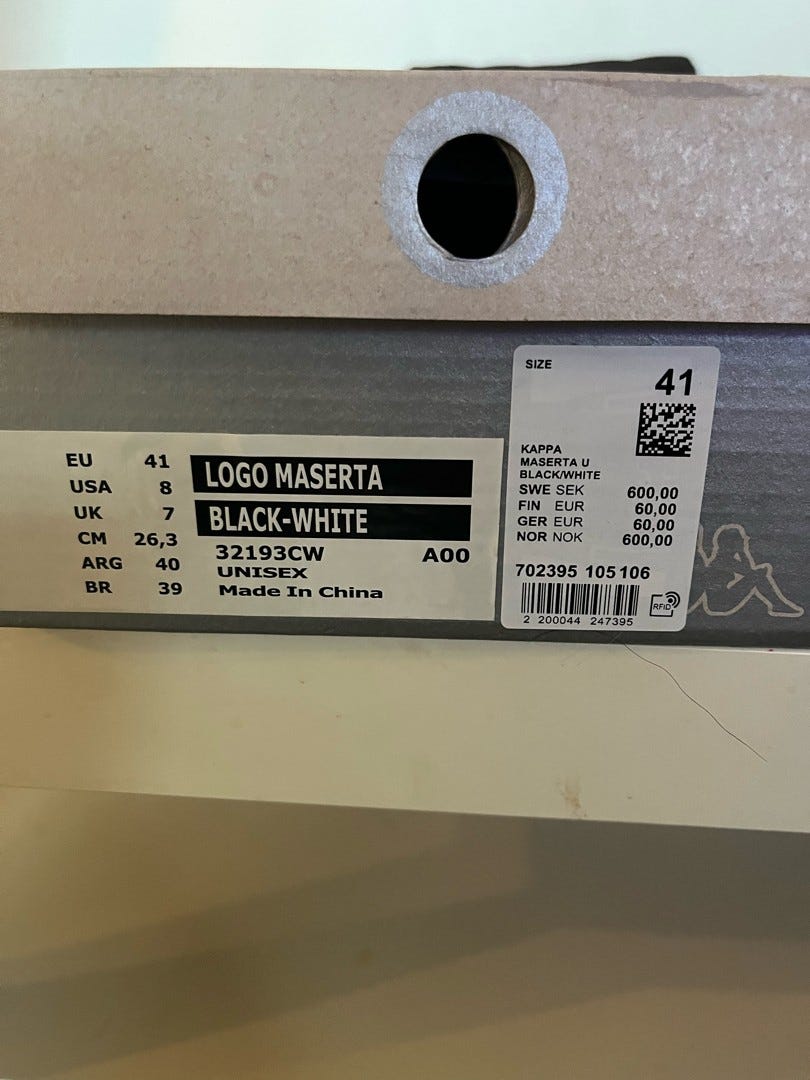 EU 41
USA 8
UK 7
CM 26,3
ARG 40
BR 39
LOGO MASERTA
BLACK-WHITE
32193CW A00
UNISEX
Made In China
SIZE
41
KAPPA
MASERTA U
BLACK/WHITE
SWE SEK 600,00
FIN EUR 60,00
GER EUR 60,00
NOR NOK 600,00
702395 105106
RFID
2 200044 247395